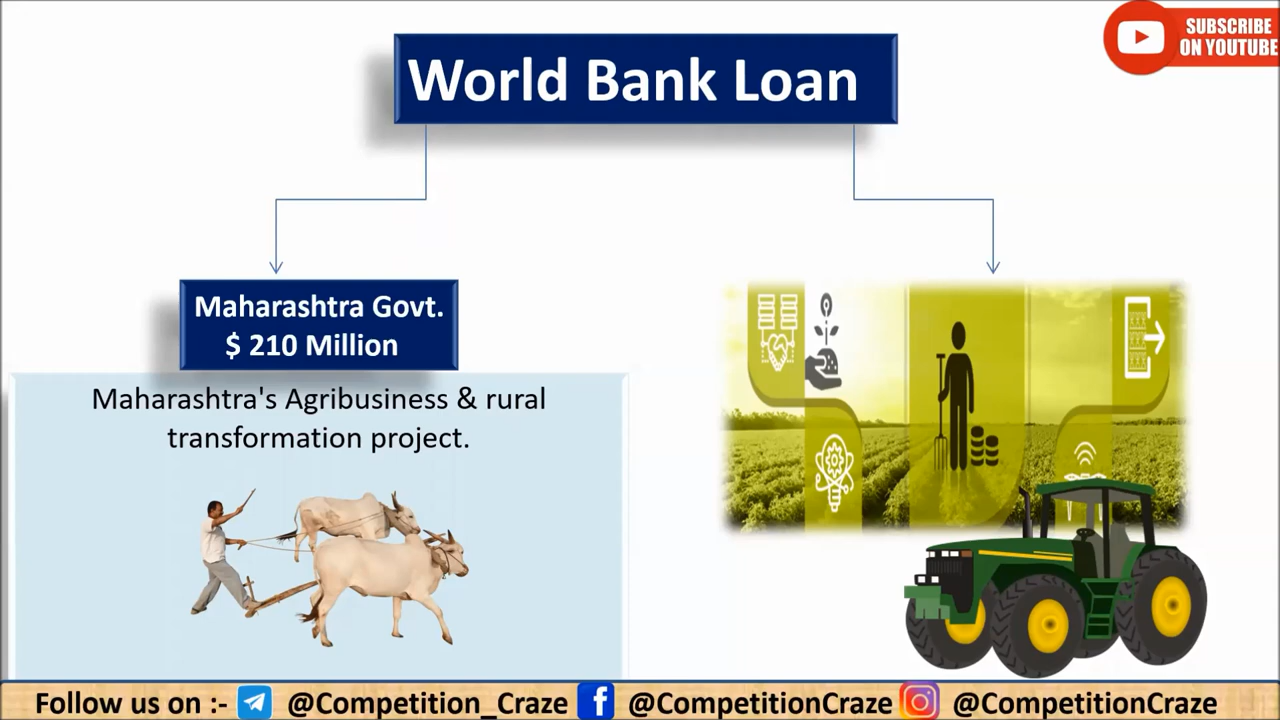 SUBSCRIBE
ON YOUTUBE
World Bank Loan
Maharashtra Govt.
$ 210 Million
Maharashtra's Agribusiness & rural
transformation project.
Follow us on :- @Competition_Craze @CompetitionCraze @CompetitionCraze